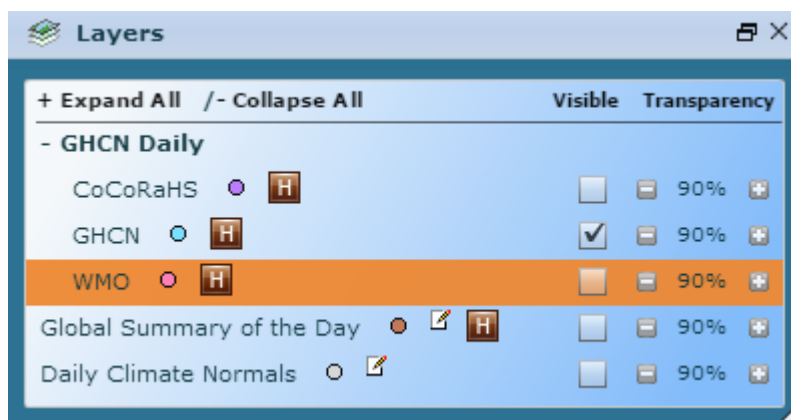 Layers
+ Expand All /- Collapse All Visible Transparency
- GHCN Daily
CoCoRaHS H 90%
GHCN H 90%
WMO H 90%
Global Summary of the Day H 90%
Daily Climate Normals 90%